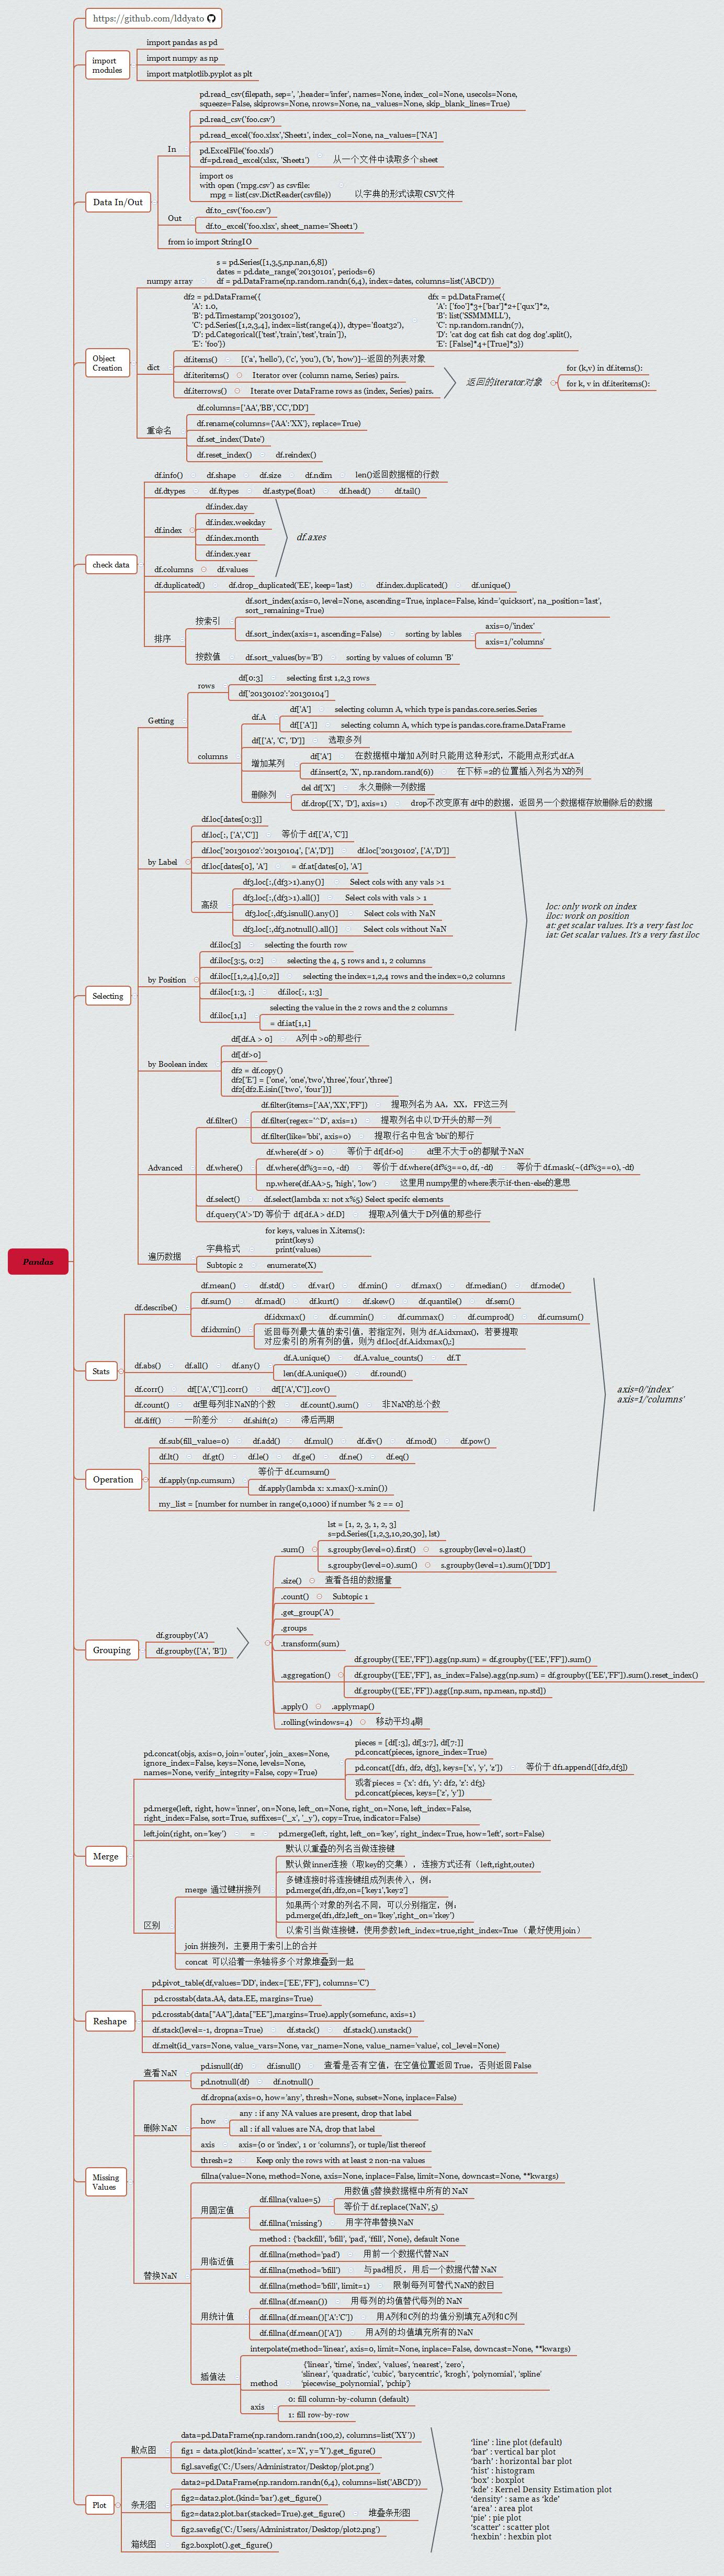 https://github.com/lddyato
import
modules
import pandas as pd
import numpy as np
import matplotlib.pyplot as plt
Data In/Out
In
pd.read_csv(filepath, sep=', ',header='infer', names=None, index_col=None, usecols=None,
squeeze=False, skiprows=None, nrows=None, na_values=None, skip_blank_lines=True)
pd.read_csv('foo.csv')
pd.read_excel('foo.xlsx','Sheet1', index_col=None, na_values=['NA']
pd.ExcelFile('foo.xls')
df=pd.read_excel(xlsx, 'Sheet1') 从一个文件中读取多个sheet
import os
with open ('mpg.csv') as csvfile:
mpg = list(csv.DictReader(csvfile)) 以字典的形式读取CSV文件
Out
df.to_csv('foo.csv')
df.to_excel('foo.xlsx', sheet_name='Sheet1')
from io import StringIO
Object
Creation
numpy array
s = pd.Series([1,3,5,np.nan,6,8])
dates = pd.date_range('20130101', periods=6)
df = pd.DataFrame(np.random.randn(6,4), index=dates, columns=list('ABCD'))
dict
df2 = pd.DataFrame({
'A': 1.0,
'B': pd.Timestamp('20130102'),
'C': pd.Series([1,2,3,4], index=list(range(4)), dtype='float32',
'D': pd.Categorical(['test','train','test','train']),
'E': 'foo'})
dfx = pd.DataFrame({
'A': ['foo']*3+['bar']*2+['qux']*2,
'B': list('SSMMMLL'),
'C': np.random.randn(7),
'D': 'cat dog cat fish cat dog dog'.split(),
'E': [False]*4+[True]*3})
df.items() [('a', 'hello'), ('c', 'you'), ('b', 'how')]--返回的列表对象
df.iteritems() Iterator over (column name, Series) pairs.
df.iterrows() Iterate over DataFrame rows as (index, Series) pairs.
返回的iterator对象
for (k,v) in df.items():
for k, v in df.iteritems():
重命名
df.columns=['AA','BB','CC','DD']
df.rename(columns={'AA':'XX'}, replace=True)
df.set_index('Date')
df.reset_index() df.reindex()
check data
df.info() df.shape df.size df.ndim len()返回数据框的行数
df.dtypes df.ftypes df.astype(float) df.head() df.tail()
df.index
df.index.day
df.index.weekday
df.index.month
df.index.year
df.columns df.values
df.axes
df.duplicated() df.drop_duplicated('EE', keep='last) df.index.duplicated() df.unique()
排序
按索引
df.sort_index(axis=0, level=None, ascending=True, inplace=False, kind='quicksort', na_position='last',
sort_remaining=True)
df.sort_index(axis=1, ascending=False) sorting by lables
axis=0/'index'
axis=1/'columns'
按数值 df.sort_values(by='B') sorting by values of column 'B'
Selecting
Getting
rows
df[0:3] selecting first 1,2,3 rows
df['20130102':'20130104']
columns
df.A
df['A'] selecting column A, which type is pandas.core.series.Series
df[['A']] selecting column A, which type is pandas.core.frame.DataFrame
df[['A', 'C', 'D']] 选取多列
增加某列
df['A'] 在数据框中增加A列时只能用这种形式，不能用点形式df.A
df.insert(2, 'X', np.random.rand(6)) 在下标=2的位置插入列名为X的列
删除列
del df['X'] 永久删除一列数据
df.drop(['X', 'D'], axis=1) drop不改变原有df中的数据，返回另一个数据框存放删除后的数据
by Label
df.loc[dates[0:3]]
df.loc[:, ['A','C']] 等价于 df[['A', 'C']]
df.loc['20130102':'20130104', ['A','D']] df.loc['20130102', ['A','D']]
df.loc[dates[0], 'A'] = df.at[dates[0], 'A']
高级
df3.loc[:,(df3>1).any()] Select cols with any vals >1
df3.loc[:,(df3>1).all()] Select cols with vals > 1
df3.loc[:,df3.isnull().any()] Select cols with NaN
df3.loc[:,df3.notnull().all()] Select cols without NaN
by Position
df.iloc[3] selecting the fourth row
df.iloc[3:5, 0:2] selecting the 4, 5 rows and 1, 2 columns
df.iloc[[1,2,4],[0,2]] selecting the index=1,2,4 rows and the index=0,2 columns
df.iloc[1:3, :] df.iloc[:, 1:3]
df.iloc[1,1]
selecting the value in the 2 rows and the 2 columns
= df.iat[1,1]
loc: only work on index
iloc: work on position
at: get scalar values. It's a very fast loc
iat: Get scalar values. It's a very fast iloc
by Boolean index
df[df.A > 0] A列中>0的那些行
df[df>0]
df2 = df.copy()
df2['E'] = ['one', 'one','two','three','four','three']
df2[df2.E.isin(['two', 'four'])]
Advanced
df.filter()
df.filter(items=['AA','XX','FF']) 提取列名为 AA，XX，FF这三列
df.filter(regex='^D', axis=1) 提取列名中以'D'开头的那一列
df.filter(like='bbi', axis=0) 提取行名中包含 'bbi'的那行
df.where()
df.where(df > 0) 等价于 df[df>0] df里不大于0的都赋予NaN
df.where(df%3==0, -df) 等价于 df.where(df%3==0, df, -df) 等价于 df.mask(~(df%3==0), -df)
np.where(df.AA>5, 'high', 'low') 这里用numpy里的where表示if-then-else的意思
df.select() df.select(lambda x: not x%5) Select specifc elements
df.query('A'>'D') 等价于 df[df.A > df.D] 提取A列值大于D列值的那些行
遍历数据
字典格式
for keys, values in X.items():
print(keys)
print(values)
Subtopic 2 enumerate(X)
Pandas
Stats
df.describe()
df.mean() df.std() df.var() df.min() df.max() df.median() df.mode()
df.sum() df.mad() df.kurt() df.skew() df.quantile() df.sem()
df.idxmin()
df.idxmax() df.cummin() df.cummax() df.cumprod() df.cumsum()
返回每列最大值的索引值，若指定列，则为 df.A.idxmax()，若要提取
对应索引的所有列的值，则为 df.loc[df.A.idxmax(),:]
df.abs() df.all() df.any()
df.A.unique() df.A.value_counts() df.T
len(df.A.unique()) df.round()
df.corr() df[['A','C']].corr() df[['A','C']].cov()
df.count() df里每列非NaN的个数 df.count().sum() 非NaN的总个数
df.diff() 一阶差分 df.shift(2) 滞后两期
axis=0/'index'
axis=1/'columns'
Operation
df.sub(fill_value=0) df.add() df.mul() df.div() df.mod() df.pow()
df.lt() df.gt() df.le() df.ge() df.ne() df.eq()
df.apply(np.cumsum)
等价于 df.cumsum()
df.apply(lambda x: x.max()-x.min())
my_list = [number for number in range(0,1000) if number % 2 == 0]
Grouping
df.groupby('A')
df.groupby(['A', 'B'])
.sum()
lst = [1, 2, 3, 1, 2, 3]
s=pd.Series([1,2,3,10,20,30], lst)
s.groupby(level=0).first() s.groupby(level=0).last()
s.groupby(level=0).sum() s.groupby(level=1).sum()['DD']
.size() 查看各组的数据量
.count() Subtopic 1
.get_group('A')
.groups
.transform(sum)
.aggregation()
df.groupby(['EE','FF']).agg(np.sum) = df.groupby(['EE','FF']).sum()
df.groupby(['EE','FF'], as_index=False).agg(np.sum) = df.groupby(['EE','FF']).sum().reset_index()
df.groupby(['EE','FF']).agg([np.sum, np.mean, np.std])
.apply() .applymap()
.rolling(windows=4) 移动平均4期
Merge
pd.concat(objs, axis=0, join='outer', join_axes=None,
ignore_index=False, keys=None, levels=None,
names=None, verify_integrity=False, copy=True)
pieces = [df[:3], df[3:7], df[7:]]
pd.concat(pieces, ignore_index=True)
pd.concat([df1, df2, df3], keys=['x', 'y', 'z']) 等价于 df1.append([df2,df3])
或者 pieces = {'x': df1, 'y': df2, 'z': df3}
pd.concat(pieces, keys=['z', 'y'])
pd.merge(left, right, how='inner', on=None, left_on=None, right_on=None, left_index=False,
right_index=False, sort=True, suffixes=('_x', '_y'), copy=True, indicator=False)
left.join(right, on='key') = pd.merge(left, right, left_on='key', right_index=True, how='left', sort=False)
区别
merge 通过键拼接列
默认以重叠的列名当做连接键
默认做inner连接（取key的交集），连接方式还有（left,right,outer)
多键连接时将连接键组成列表传入，例：
pd.merge(df1,df2,on=['key1','key2']
如果两个对象的列名不同，可以分别指定，例：
pd.merge(df1,df2,left_on='lkey',right_on='rkey')
以索引当做连接键，使用参数left_index=true,right_index=True（最好使用join）
join 拼接列，主要用于索引上的合并
concat 可以沿着一条轴将多个对象堆叠到一起
Reshape
pd.pivot_table(df,values='DD', index=['EE','FF'], columns='C')
pd.crosstab(data.AA, data.EE, margins=True)
pd.crosstab(data["AA"],data["EE"],margins=True).apply(somefunc, axis=1)
df.stack(level=-1, dropna=True) df.stack() df.stack().unstack()
df.melt(id_vars=None, value_vars=None, var_name=None, value_name='value', col_level=None)
Missing
Values
查看NaN
pd.isnull(df) df.isnull() 查看是否有空值，在空值位置返回True，否则返回False
pd.notnull(df) df.notnull()
删除NaN
df.dropna(axis=0, how='any', thresh=None, subset=None, inplace=False)
how
any : if any NA values are present, drop that label
all : if all values are NA, drop that label
axis axis={0 or 'index', 1 or 'columns'}, or tuple/list thereof
thresh=2 Keep only the rows with at least 2 non-na values
替换NaN
fillna(value=None, method=None, axis=None, inplace=False, limit=None, downcast=None, **kwargs)
用固定值
df.fillna(value=5)
用数值5替换数据框中所有的NaN
等价于 df.replace('NaN', 5)
df.fillna('missing') 用字符串替换NaN
用临近值
method : {'backfill', 'bfill', 'pad', 'ffill', None}, default None
df.fillna(method='pad') 用前一个数据代替NaN
df.fillna(method='bfill') 与pad相反，用后一个数据代替NaN
df.fillna(method='bfill', limit=1) 限制每列可替代NaN的数目
用统计值
df.fillna(df.mean()) 用每列的均值替代每列的NaN
df.fillna(df.mean()['A':'C']) 用A列和C列的均值分别填充A列和C列
df.fillna(df.mean()['A']) 用A列的均值填充所有的NaN
插值法
interpolate(method='linear', axis=0, limit=None, inplace=False, downcast=None, **kwargs)
method
{'linear', 'time', 'index', 'values', 'nearest', 'zero',
'slinear', 'quadratic', 'cubic', 'barycentric', 'krogh', 'polynomial', 'spline'
'piecewise_polynomial', 'pchip'}
axis
0: fill column-by-column (default)
1: fill row-by-row
Plot
散点图
data=pd.DataFrame(np.random.randn(100,2), columns=list('XY'))
fig1 = data.plot(kind='scatter', x='X', y='Y').get_figure()
fig1.savefig('C:/Users/Administrator/Desktop/plot.png')
条形图
data2=pd.DataFrame(np.random.randn(6,4), columns=list('ABCD'))
fig2=data2.plot.(kind='bar').get_figure()
fig2=data2.plot.bar(stacked=True).get_figure() 堆叠条形图
fig2.savefig('C:/Users/Administrator/Desktop/plot2.png')
箱线图 fig2.boxplot().get_figure()
'line' : line plot (default)
'bar' : vertical bar plot
'barh' : horizontal bar plot
'hist' : histogram
'box' : boxplot
'kde' : Kernel Density Estimation plot
'density' : same as 'kde'
'area' : area plot
'pie' : pie plot
'scatter' : scatter plot
'hexbin' : hexbin plot